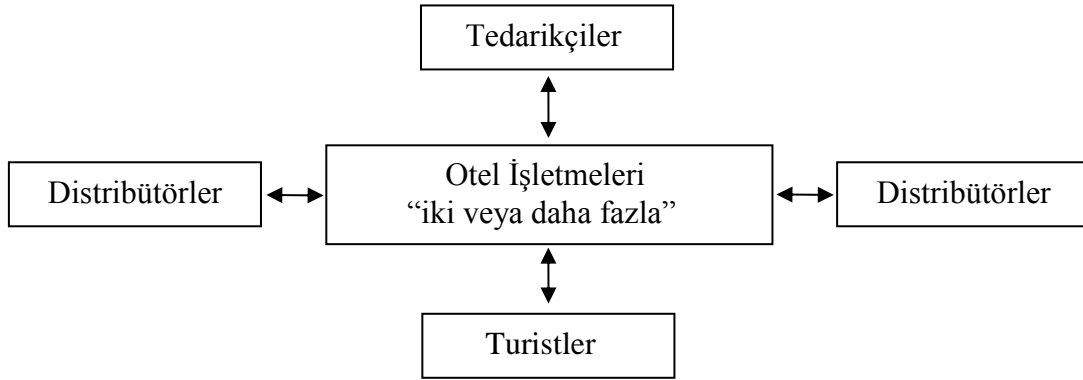 Tedarikçiler
Distribütörler
Otel İşletmeleri
“iki veya daha fazla”
Distribütörler
Turistler